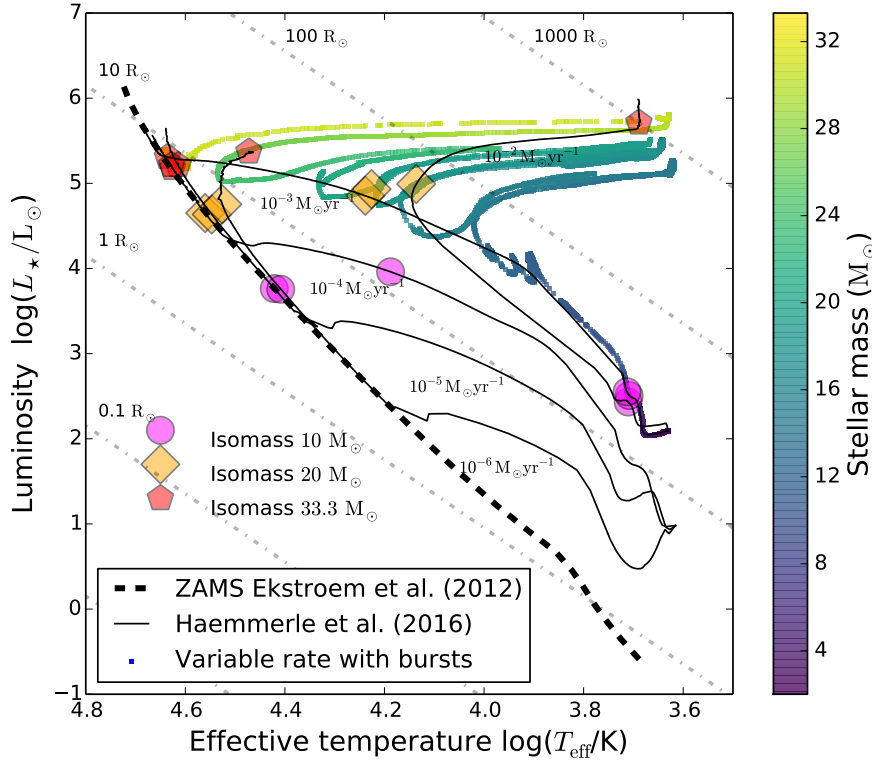 100 R⊙
1000 R⊙
10 R⊙
10⁻² M⊙yr⁻¹
10⁻³ M⊙yr⁻¹
1 R⊙
10⁻⁴ M⊙yr⁻¹
10⁻⁵ M⊙yr⁻¹
0.1 R⊙
10⁻⁶ M⊙yr⁻¹
Isomass 10 M⊙
Isomass 20 M⊙
Isomass 33.3 M⊙
ZAMS Ekstroem et al. (2012)
Haemmerle et al. (2016)
Variable rate with bursts
7
6
5
4
3
2
1
0
−1
Luminosity log(L⋆/L⊙)
4.8 4.6 4.4 4.2 4.0 3.8 3.6
Effective temperature log(Teff/K)
32
28
24
20
16
12
8
4
Stellar mass (M⊙)